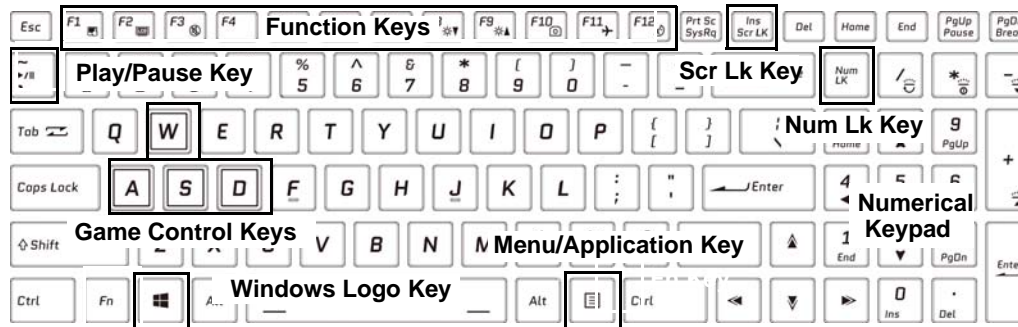 Esc F1 F2 F3 F4 Function Keys F9 F10 F11 F12 Prt Sc SysRq Ins Scr LK Del Home End PgUp Pause
Play/Pause Key % 5 ^ 6 & 7 * 8 ( 9 ) 0 — - Scr Lk Key Num LK / * -
Tab Q W E R T Y U I O P { [ } ] \ Num Lk Key 9 PgUp +
Caps Lock A S D F G H J K L : ; " ' Enter 4 5 6
Game Control Keys
Numerical
Keypad
Shift V B N M Menu/Application Key 1 End PgDn
Windows Logo Key
Ctrl Fn Alt Ctrl 0 Ins . Del